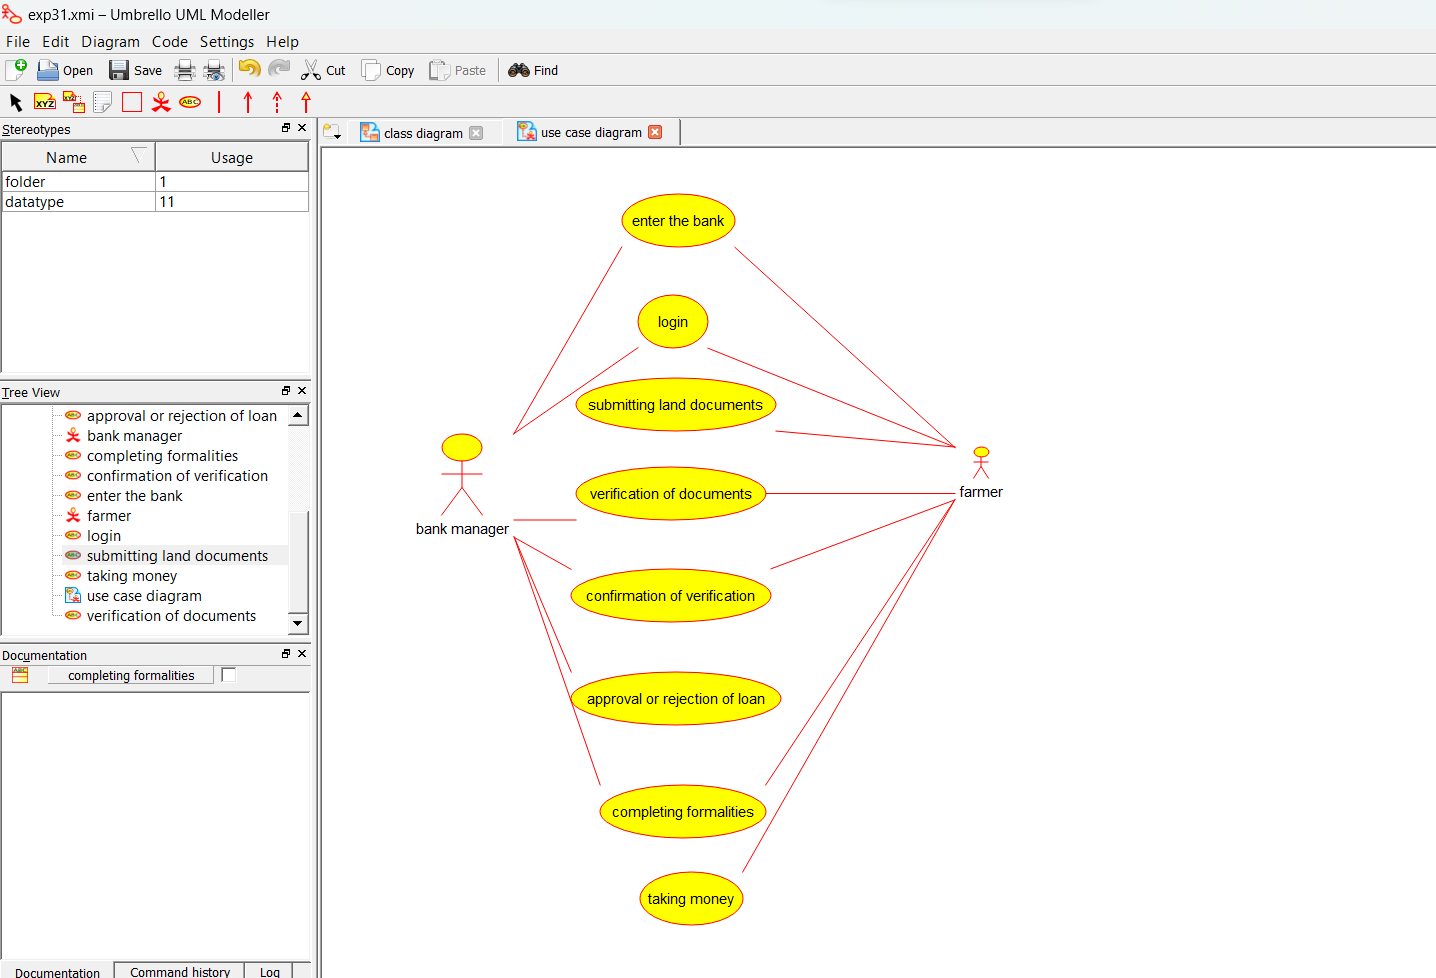 exp31.xmi – Umbrello UML Modeller
File Edit Diagram Code Settings Help
Open Save Cut Copy Paste Find
XYZ XYZ ABC
Stereotypes
class diagram use case diagram
Name Usage
folder 1
datatype 11
enter the bank
login
submitting land documents
verification of documents
confirmation of verification
approval or rejection of loan
completing formalities
taking money
bank manager
farmer
Tree View
approval or rejection of loan
bank manager
completing formalities
confirmation of verification
enter the bank
farmer
login
submitting land documents
taking money
use case diagram
verification of documents
Documentation
completing formalities
Documentation Command history Log